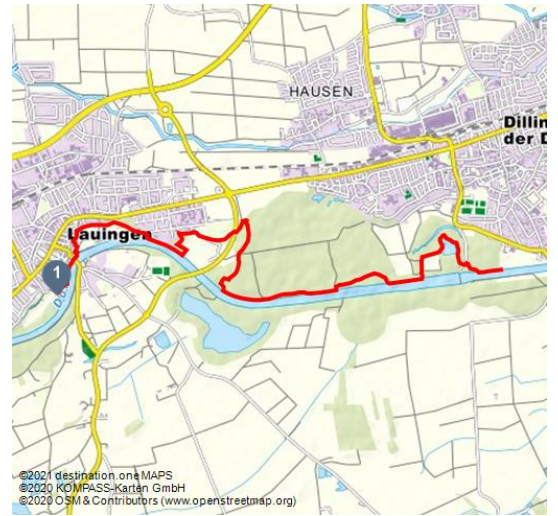 HAUSEN
Dillin
der D
Lauingen
1
©2021 destination.one MAPS
©2020 KOMPASS-Karten GmbH
©2020 OSM & Contributors (www.openstreetmap.org)